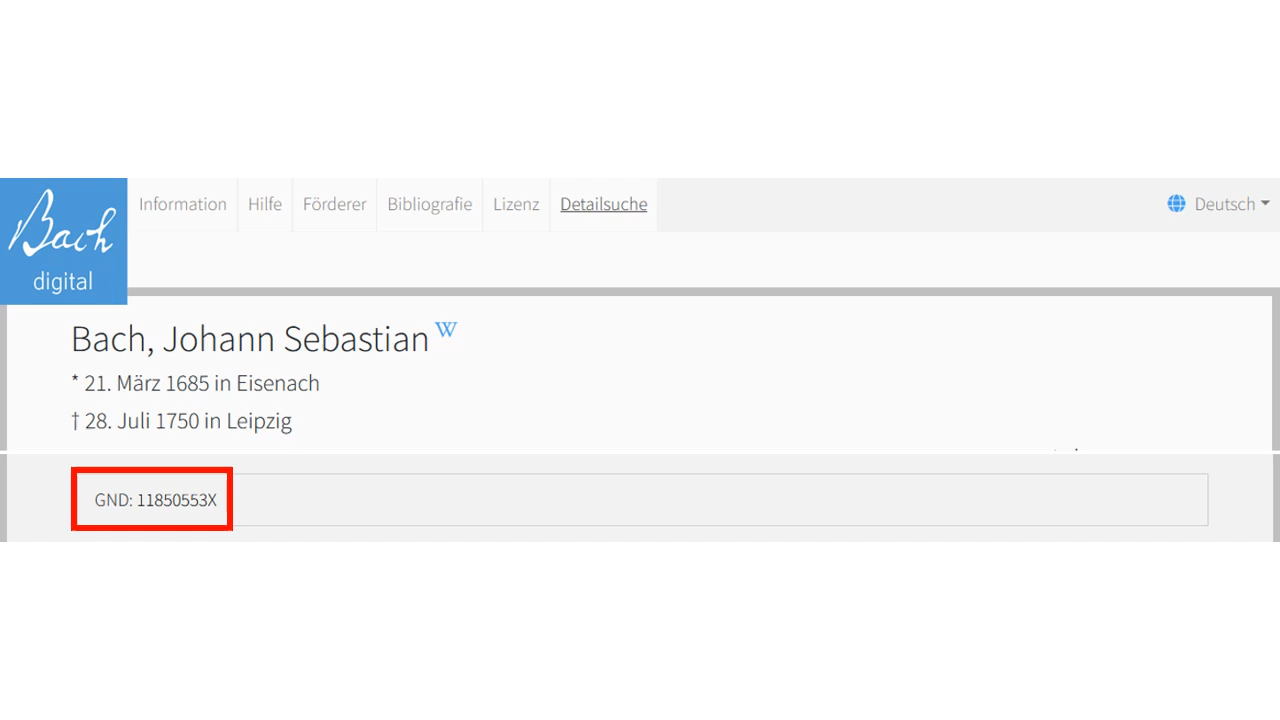 Bach
digital
Information Hilfe Förderer Bibliografie Lizenz Detailsuche Deutsch
Bach, Johann Sebastian W
* 21. März 1685 in Eisenach
† 28. Juli 1750 in Leipzig
GND: 11850553X